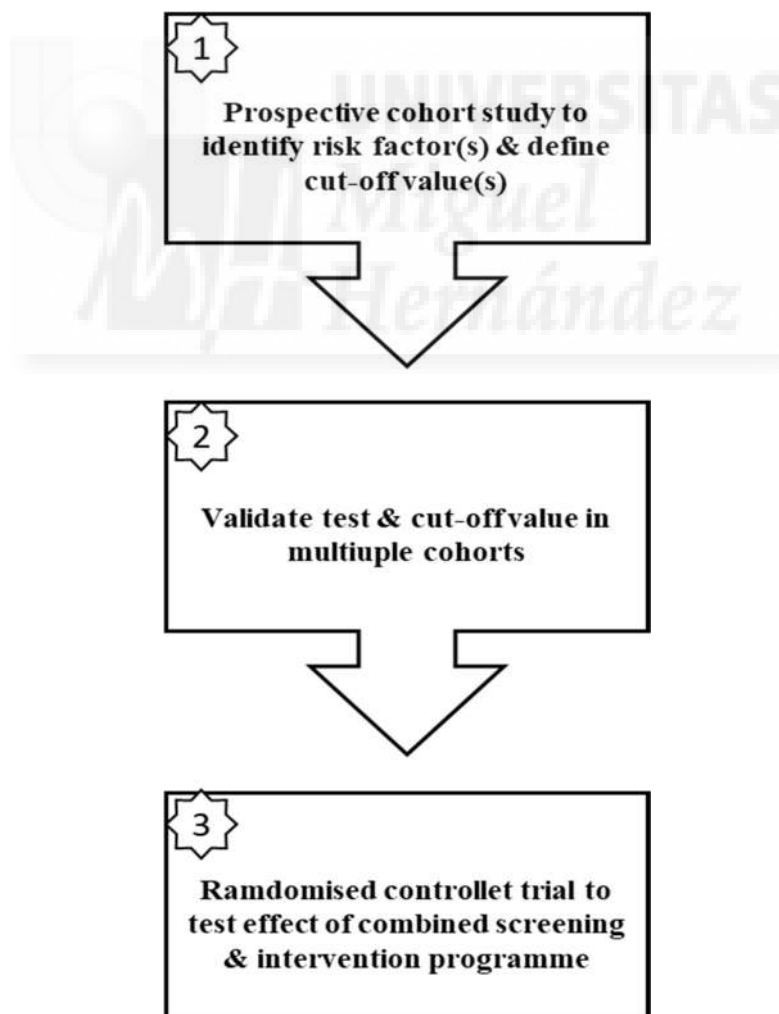 1
UNIVERSITAS
Miguel
Hernández
Prospective cohort study to
identify risk factor(s) & define
cut-off value(s)
2
Validate test & cut-off value in
multiuple cohorts
3
Ramdomised controllet trial to
test effect of combined screening
& intervention programme